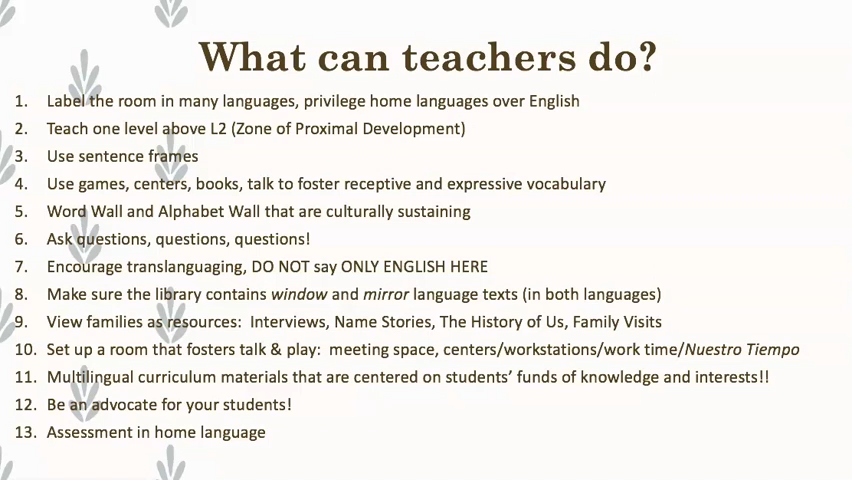 What can teachers do?
1. Label the room in many languages, privilege home languages over English
2. Teach one level above L2 (Zone of Proximal Development)
3. Use sentence frames
4. Use games, centers, books, talk to foster receptive and expressive vocabulary
5. Word Wall and Alphabet Wall that are culturally sustaining
6. Ask questions, questions, questions!
7. Encourage translanguaging, DO NOT say ONLY ENGLISH HERE
8. Make sure the library contains window and mirror language texts (in both languages)
9. View families as resources: Interviews, Name Stories, The History of Us, Family Visits
10. Set up a room that fosters talk & play: meeting space, centers/workstations/work time/Nuestro Tiempo
11. Multilingual curriculum materials that are centered on students’ funds of knowledge and interests!!
12. Be an advocate for your students!
13. Assessment in home language